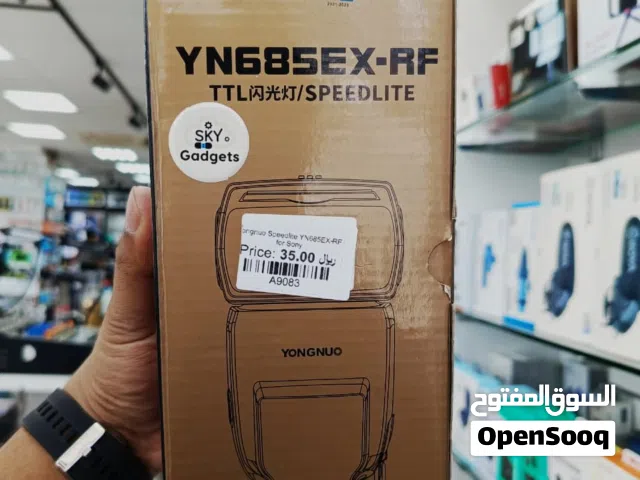 YN685EX-RF
TTL闪光灯/SPEEDLITE
SKY
Gadgets
ongnuo Speedlite YN685EX-RF
for Sony
Price: 35.00 ريال
A9083
YONGNUO
السوق المفتوح
OpenSooq